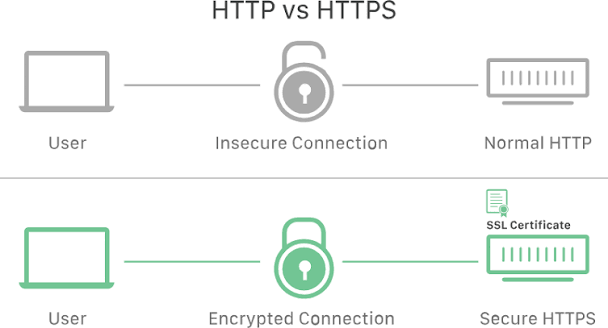 HTTP vs HTTPS
User
Insecure Connection
Normal HTTP
SSL Certificate
User
Encrypted Connection
Secure HTTPS